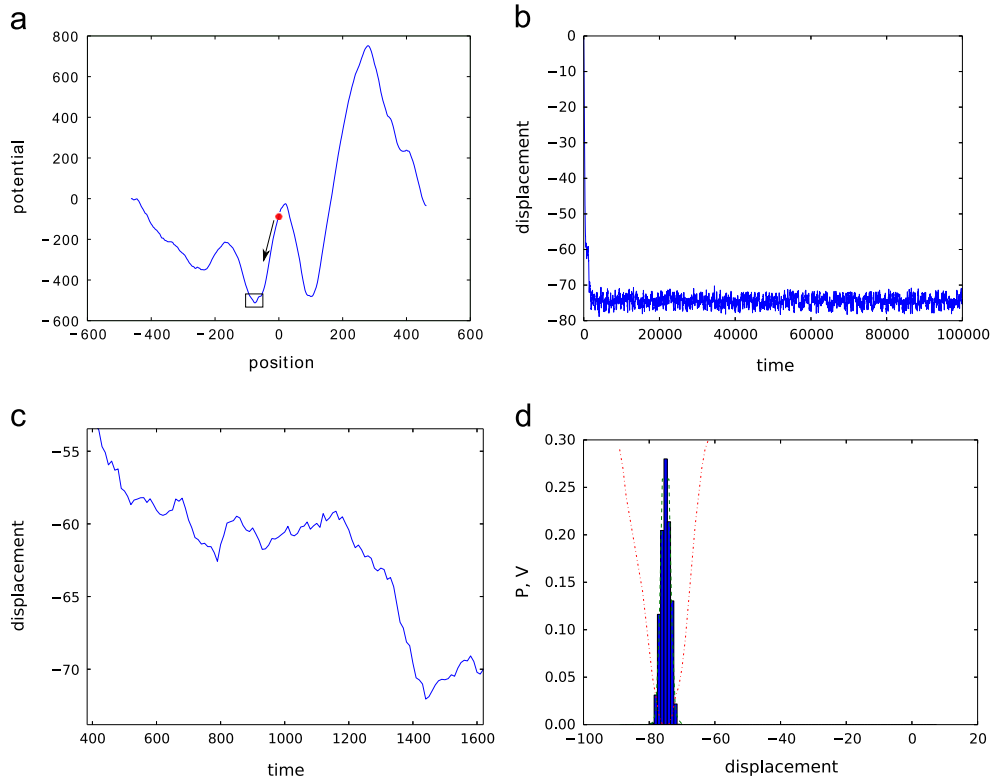 a
800
600
400
200
0
−200
−400
−600
−600 −400 −200 0 200 400 600
potential
position
b
0
−10
−20
−30
−40
−50
−60
−70
−80
0 20000 40000 60000 80000 100000
displacement
time
c
−55
−60
−65
−70
400 600 800 1000 1200 1400 1600
displacement
time
d
0.30
0.25
0.20
0.15
0.10
0.05
0.00
−100 −80 −60 −40 −20 0 20
P, V
displacement